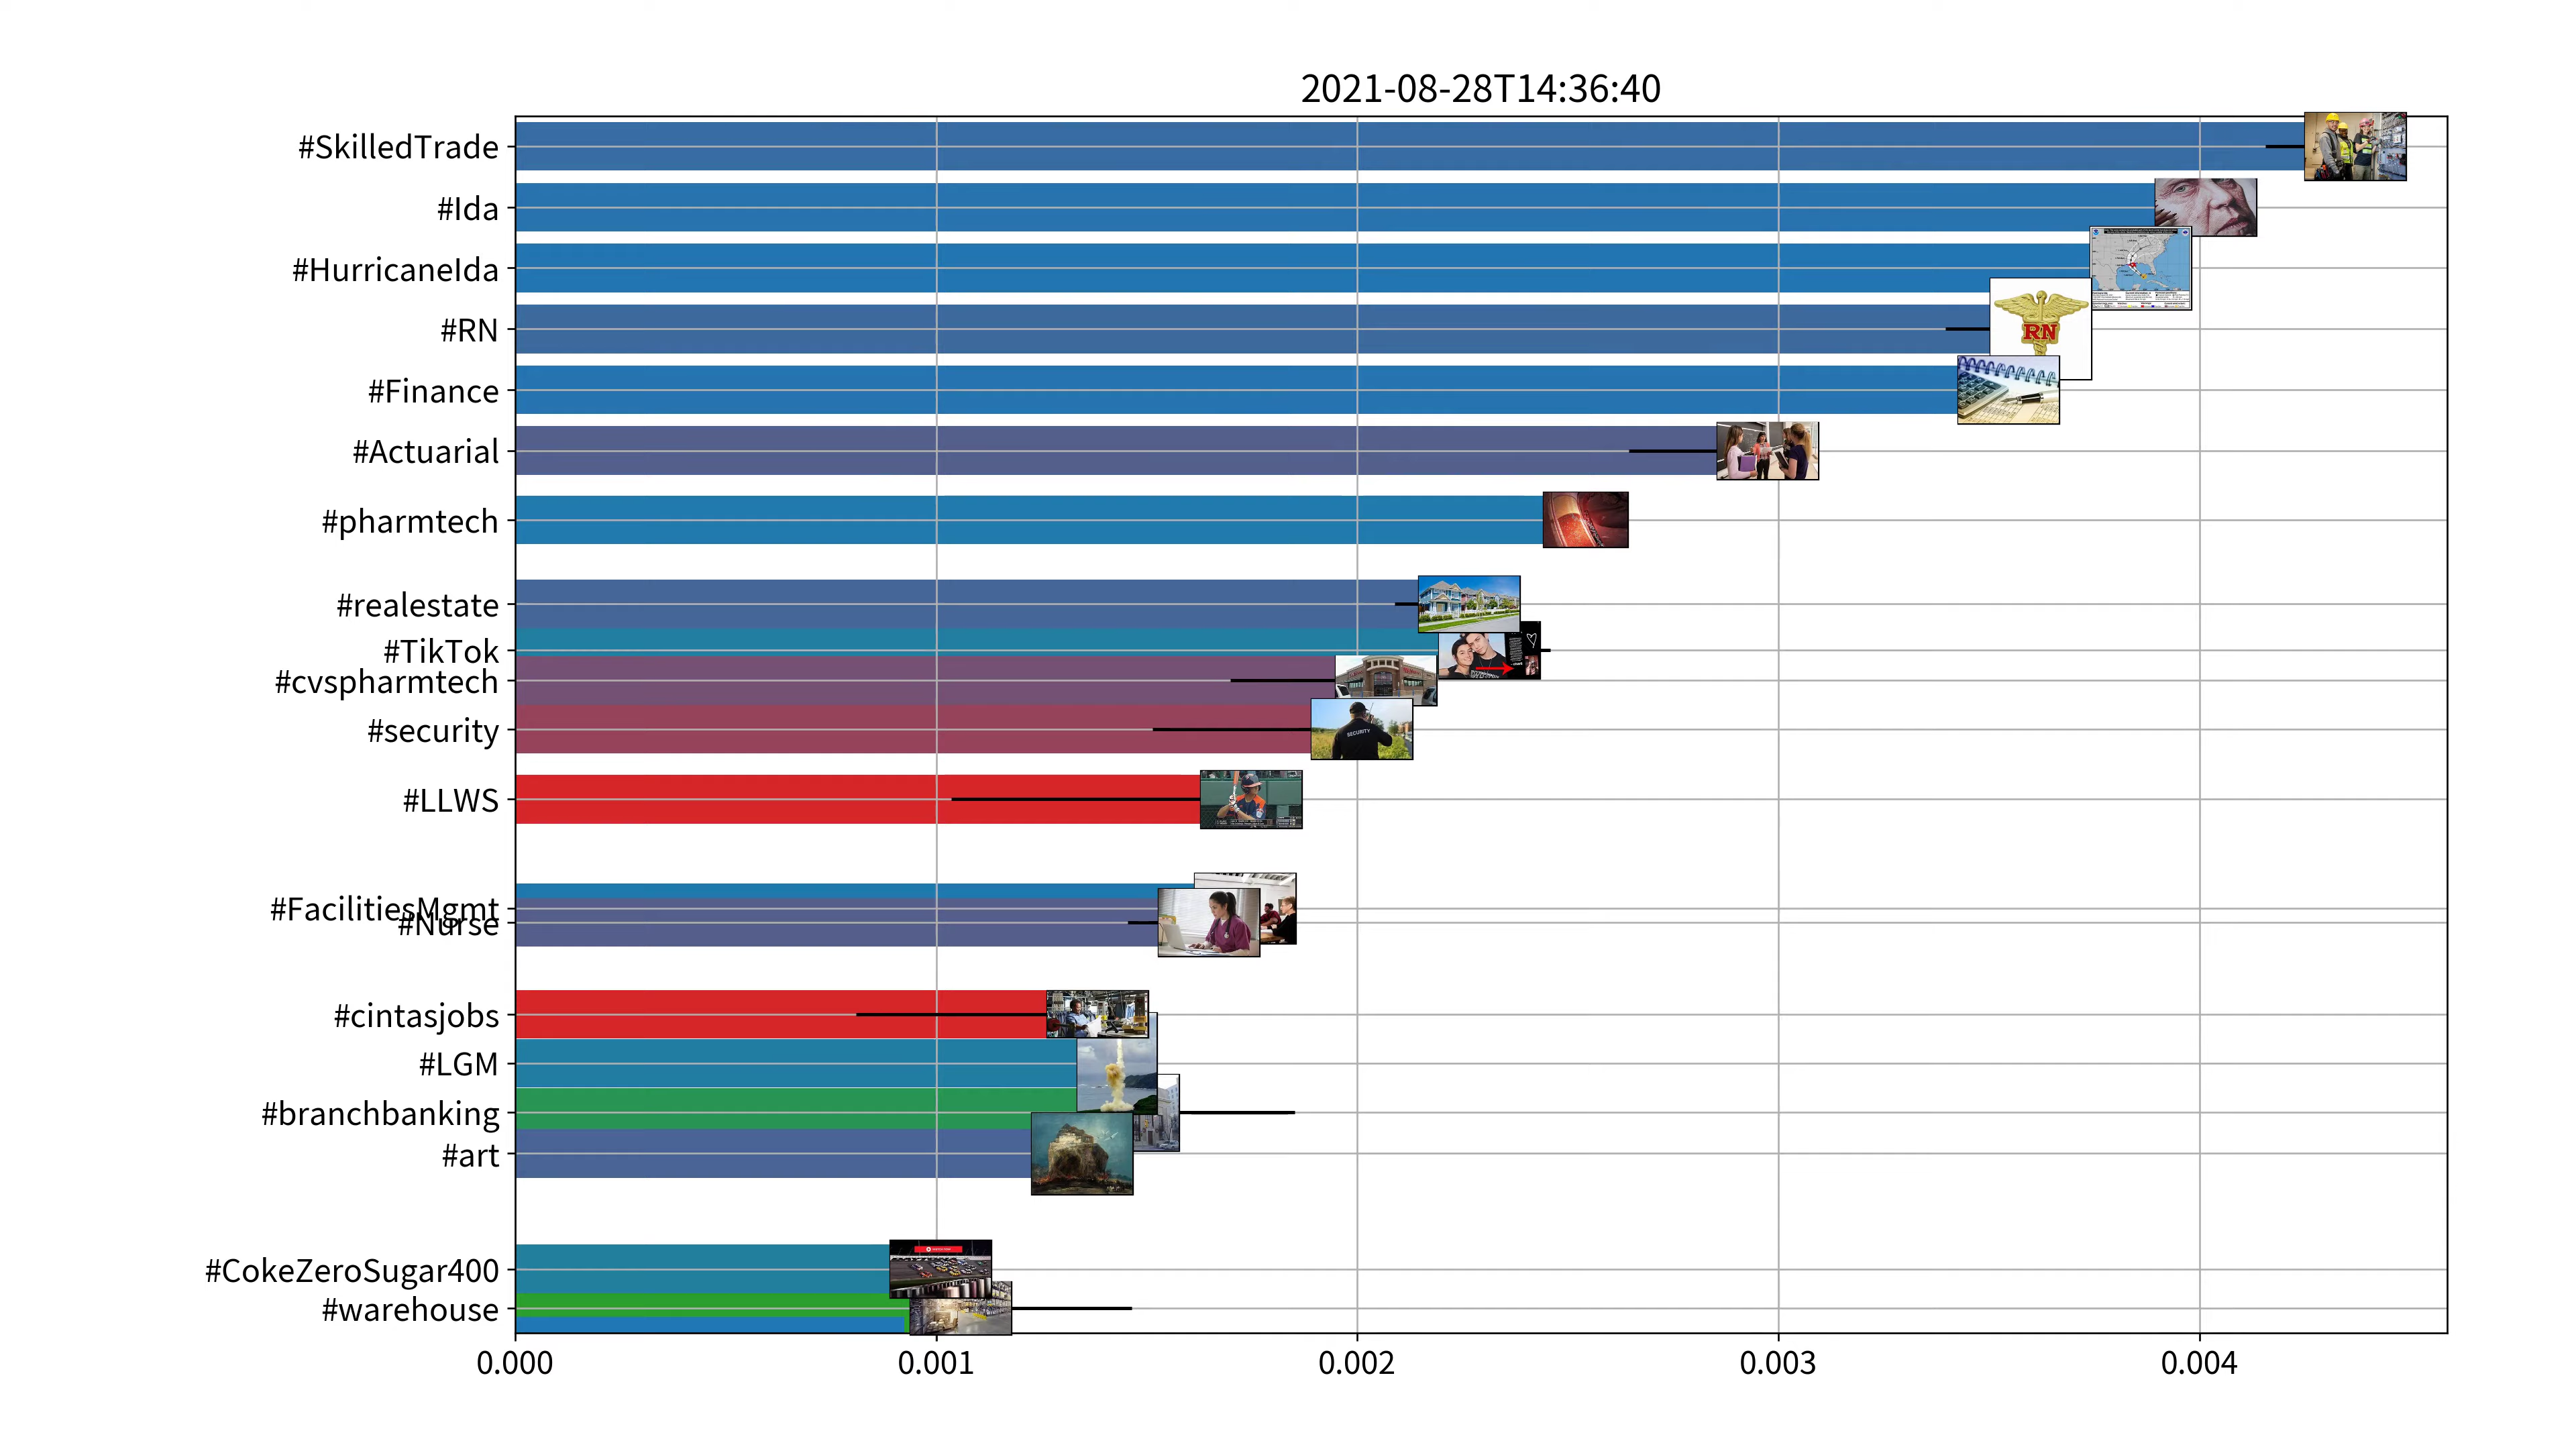 2021-08-28T14:36:40
#SkilledTrade
#Ida
#HurricaneIda
#RN
RN
#Finance
#Actuarial
#pharmtech
#realestate
#TikTok
#cvspharmtech
#security
SECURITY
#LLWS
#FacilitiesMgmt
#Nurse
#cintasjobs
#LGM
#branchbanking
#art
#CokeZeroSugar400
#warehouse
0.000 0.001 0.002 0.003 0.004